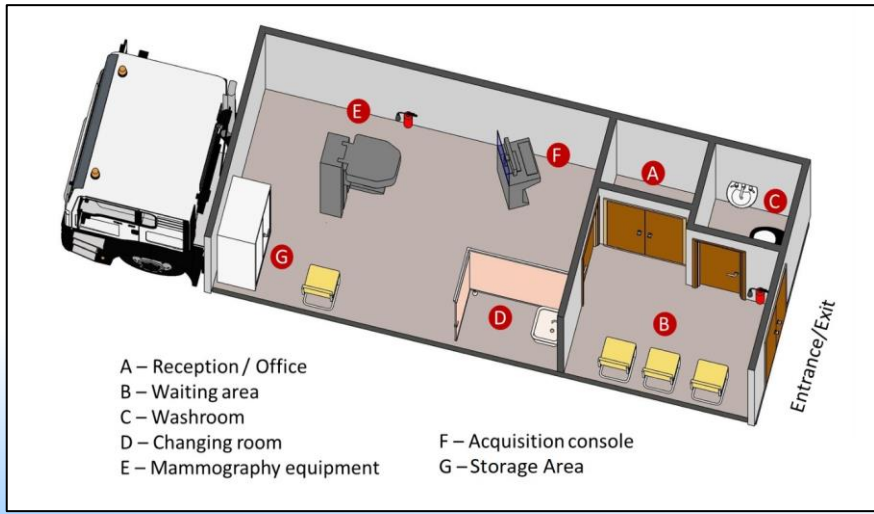 E
F
A
C
G
D
B
Entrance/Exit
A – Reception / Office
B – Waiting area
C – Washroom
D – Changing room
E – Mammography equipment
F – Acquisition console
G – Storage Area